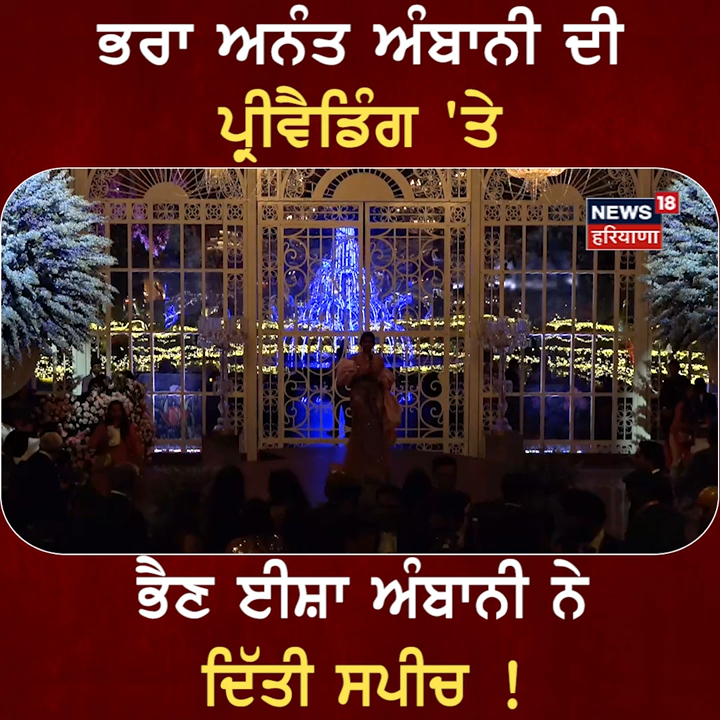 ਭਰਾ ਅਨੰਤ ਅੰਬਾਨੀ ਦੀ
ਪ੍ਰੀਵੈਡਿੰਗ 'ਤੇ
NEWS 18
हरियाणा
ਭੈਣ ਈਸ਼ਾ ਅੰਬਾਨੀ ਨੇ
ਦਿੱਤੀ ਸਪੀਚ !